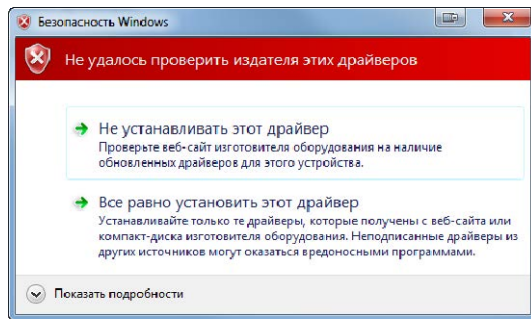 Безопасность Windows
Не удалось проверить издателя этих драйверов
Не устанавливать этот драйвер
Проверьте веб-сайт изготовителя оборудования на наличие
обновленных драйверов для этого устройства.
Все равно установить этот драйвер
Устанавливайте только те драйверы, которые получены с веб-сайта или
компакт-диска изготовителя оборудования. Неподписанные драйверы из
других источников могут оказаться вредоносными программами.
Показать подробности